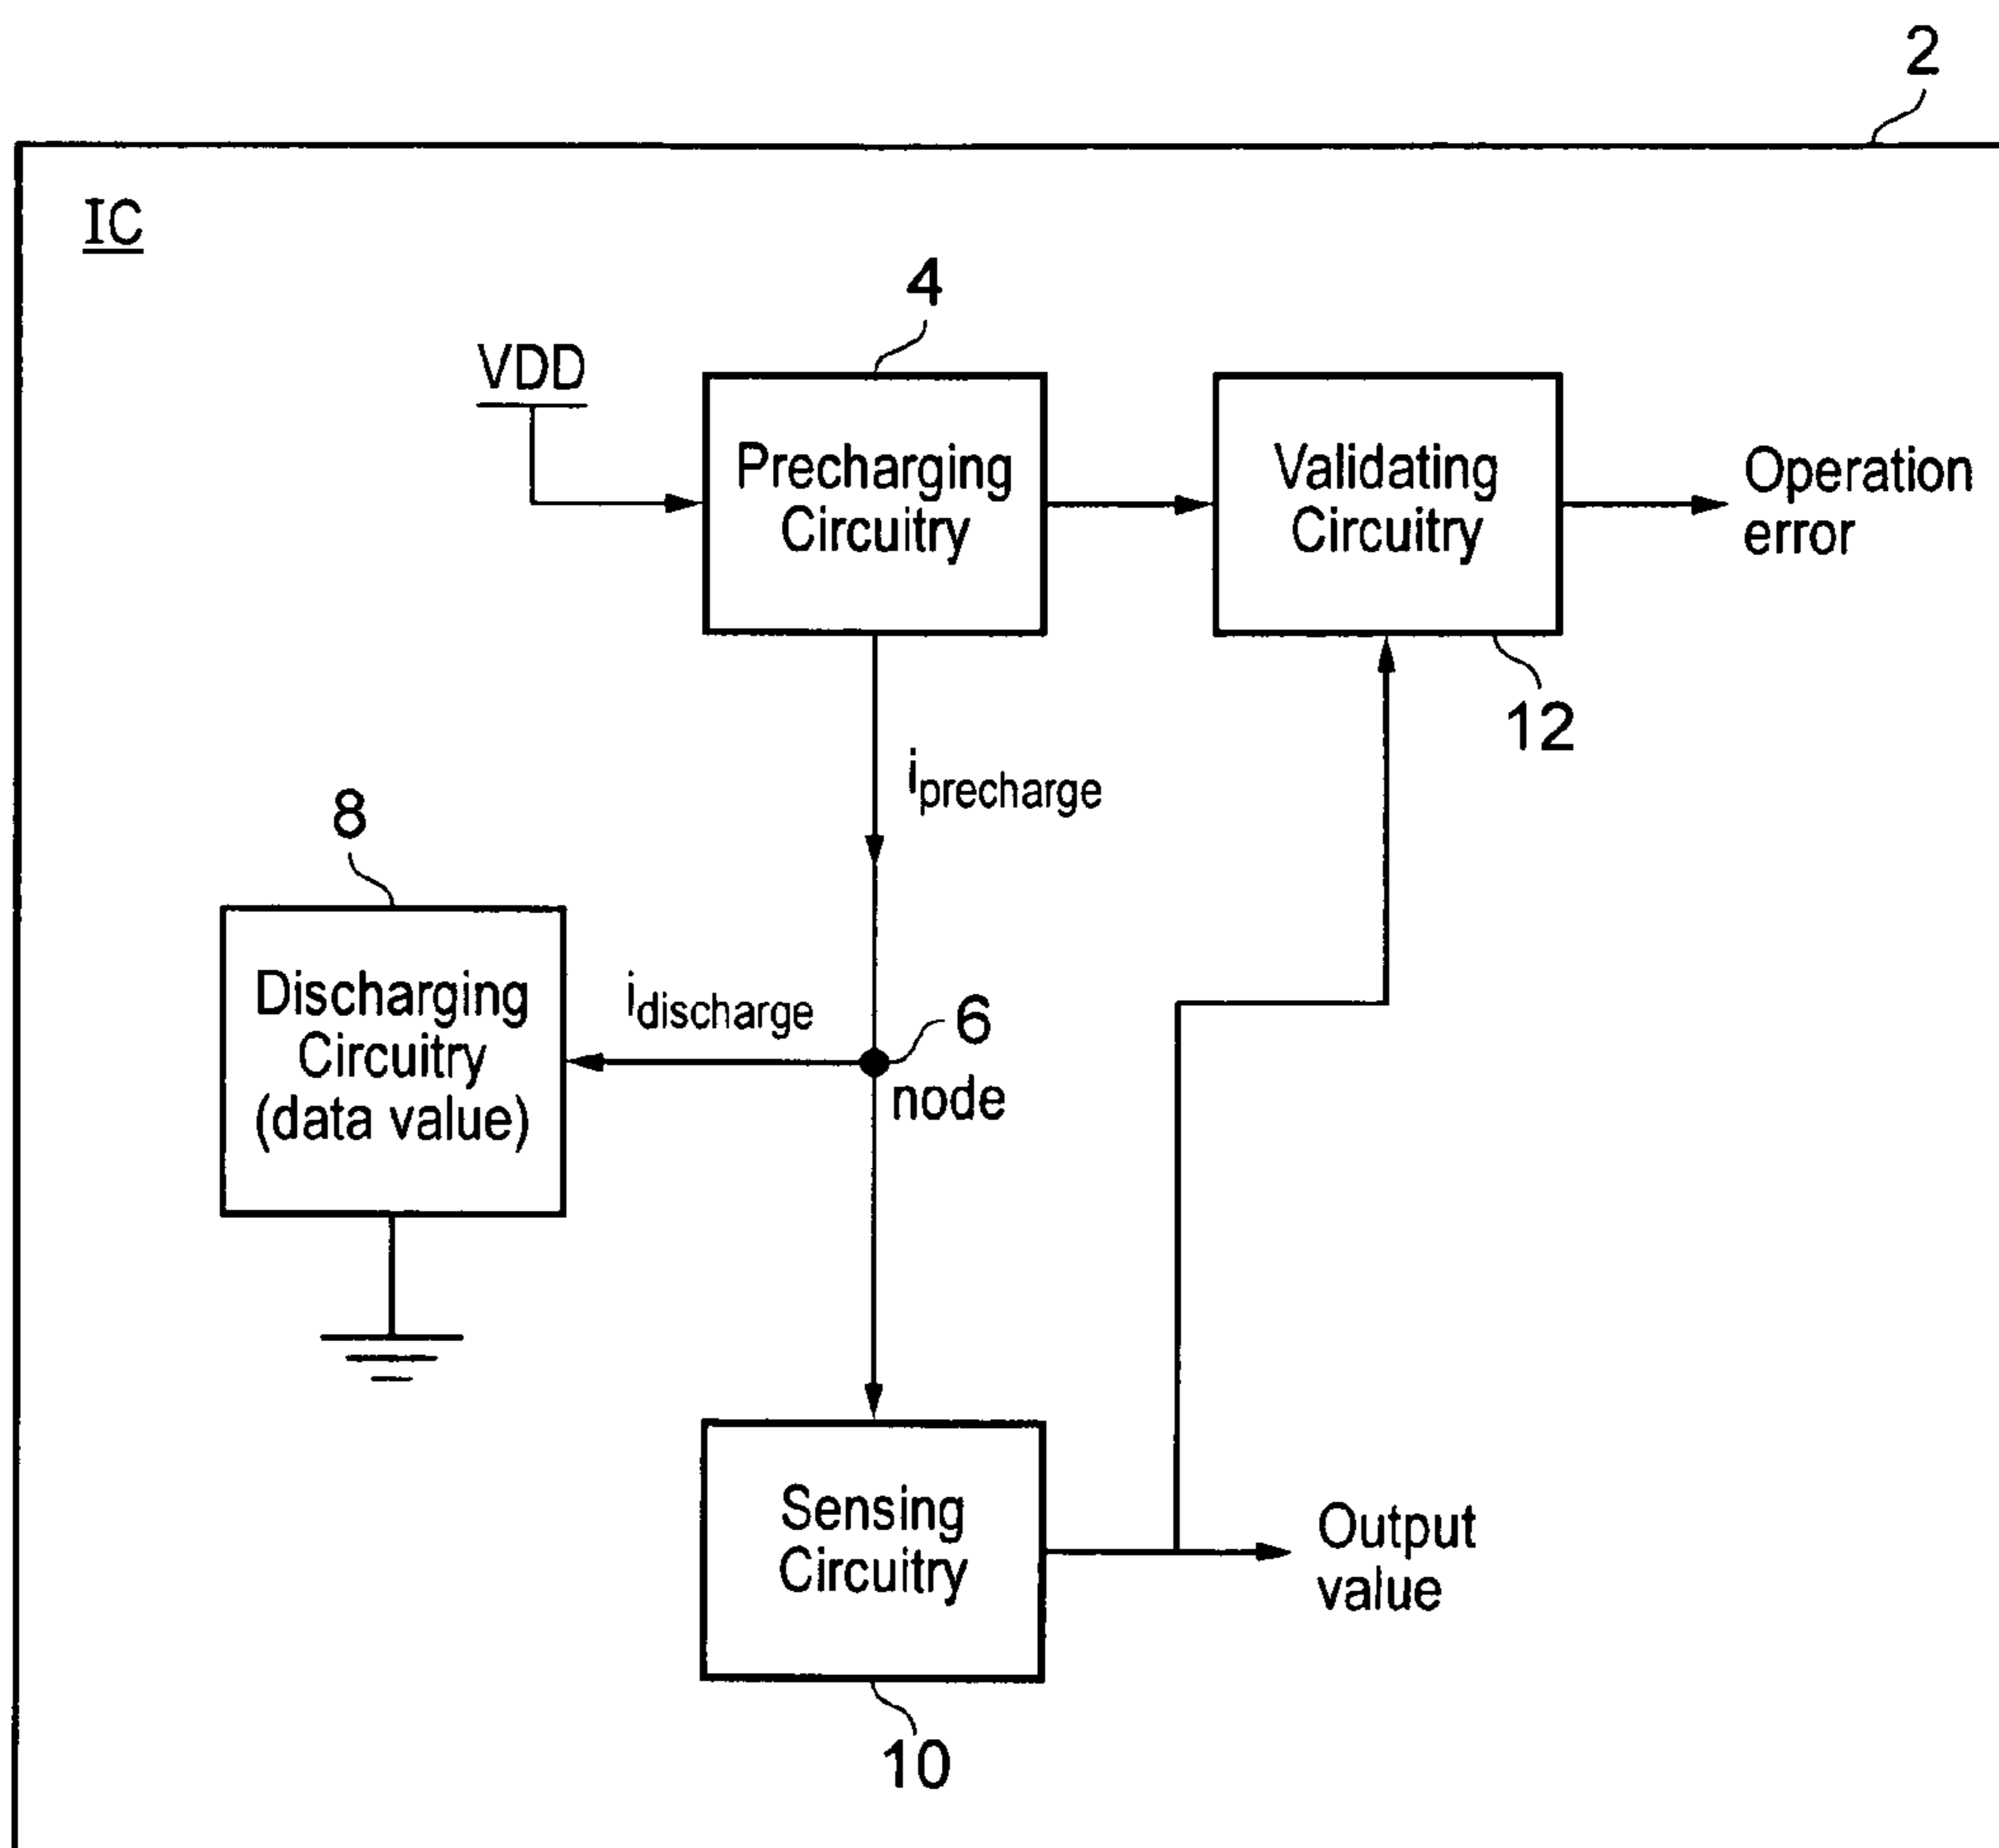 2
IC
4
VDD
Precharging
Circuitry
Validating
Circuitry
Operation
error
12
iprecharge
8
Discharging
Circuitry
(data value)
idischarge
6
node
Sensing
Circuitry
Output
value
10